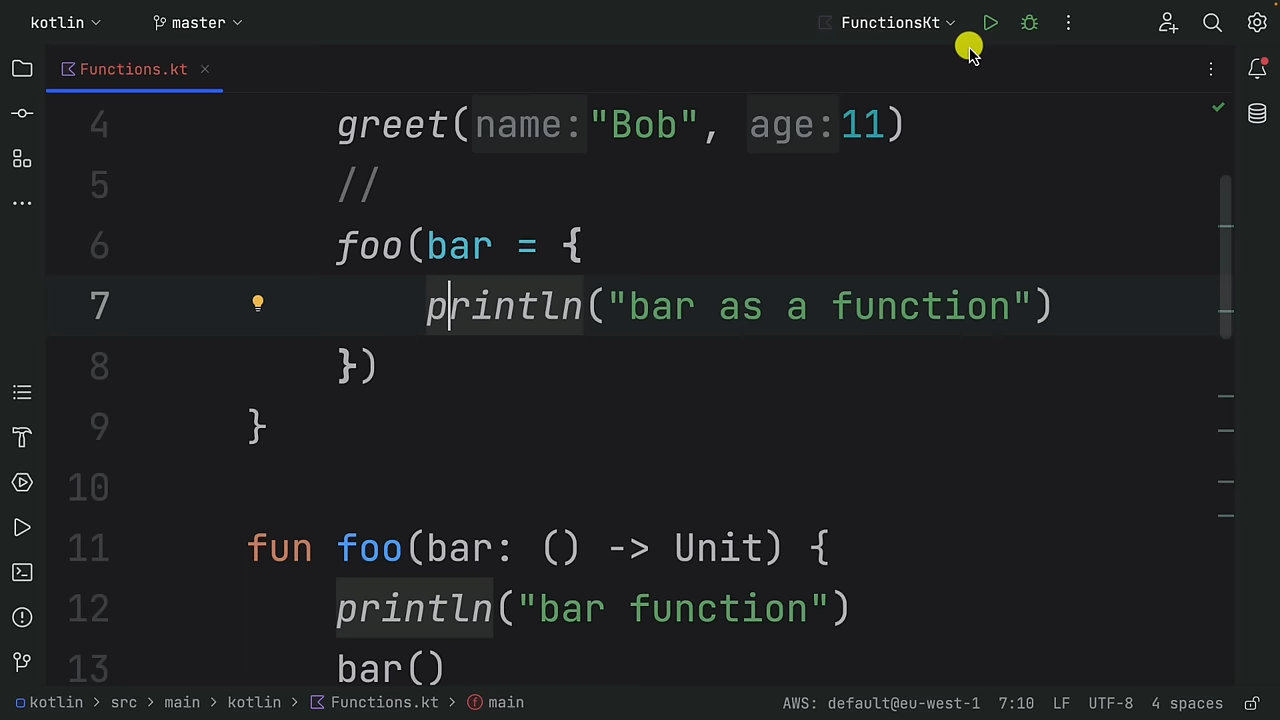 kotlin master FunctionsKt
Functions.kt
4 greet(name: "Bob", age: 11)
5 //
6 foo(bar = {
7 println("bar as a function")
8 })
9 }
10
11 fun foo(bar: () -> Unit) {
12 println("bar function")
13 bar()
kotlin > src > main > kotlin > Functions.kt > main AWS: default@eu-west-1 7:10 LF UTF-8 4 spaces